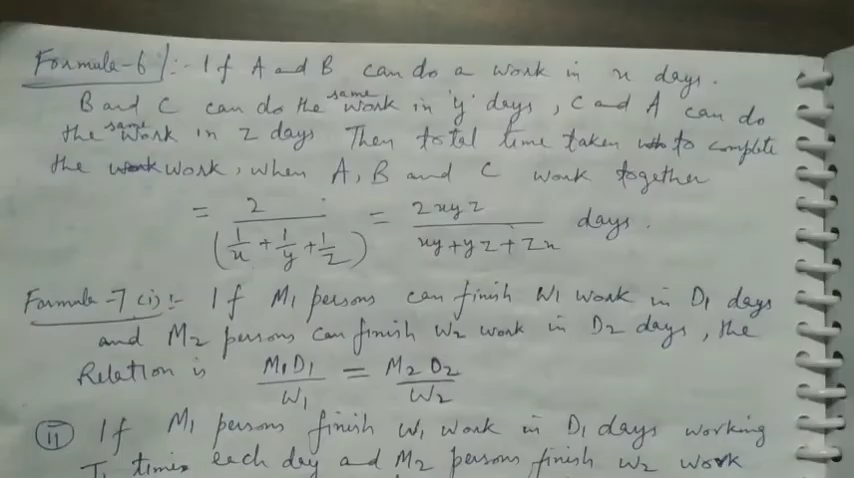 Formula-6/:- If A and B can do a work in x days.
B and C can do the same work in 'y' days, C and A can do
the same work in z days Then total time taken to complete
the work, when A, B and C work together
= 2/(1/x + 1/y + 1/z) = 2xyz/(xy+yz+zx) days.
Formula-7(i):- If M₁ persons can finish W₁ work in D₁ days
and M₂ persons can finish W₂ work in D₂ days, the
Relation is M₁D₁/W₁ = M₂D₂/W₂
(ii) If M₁ persons finish W₁ work in D₁ days working
T₁ times each day and M₂ persons finish W₂ work